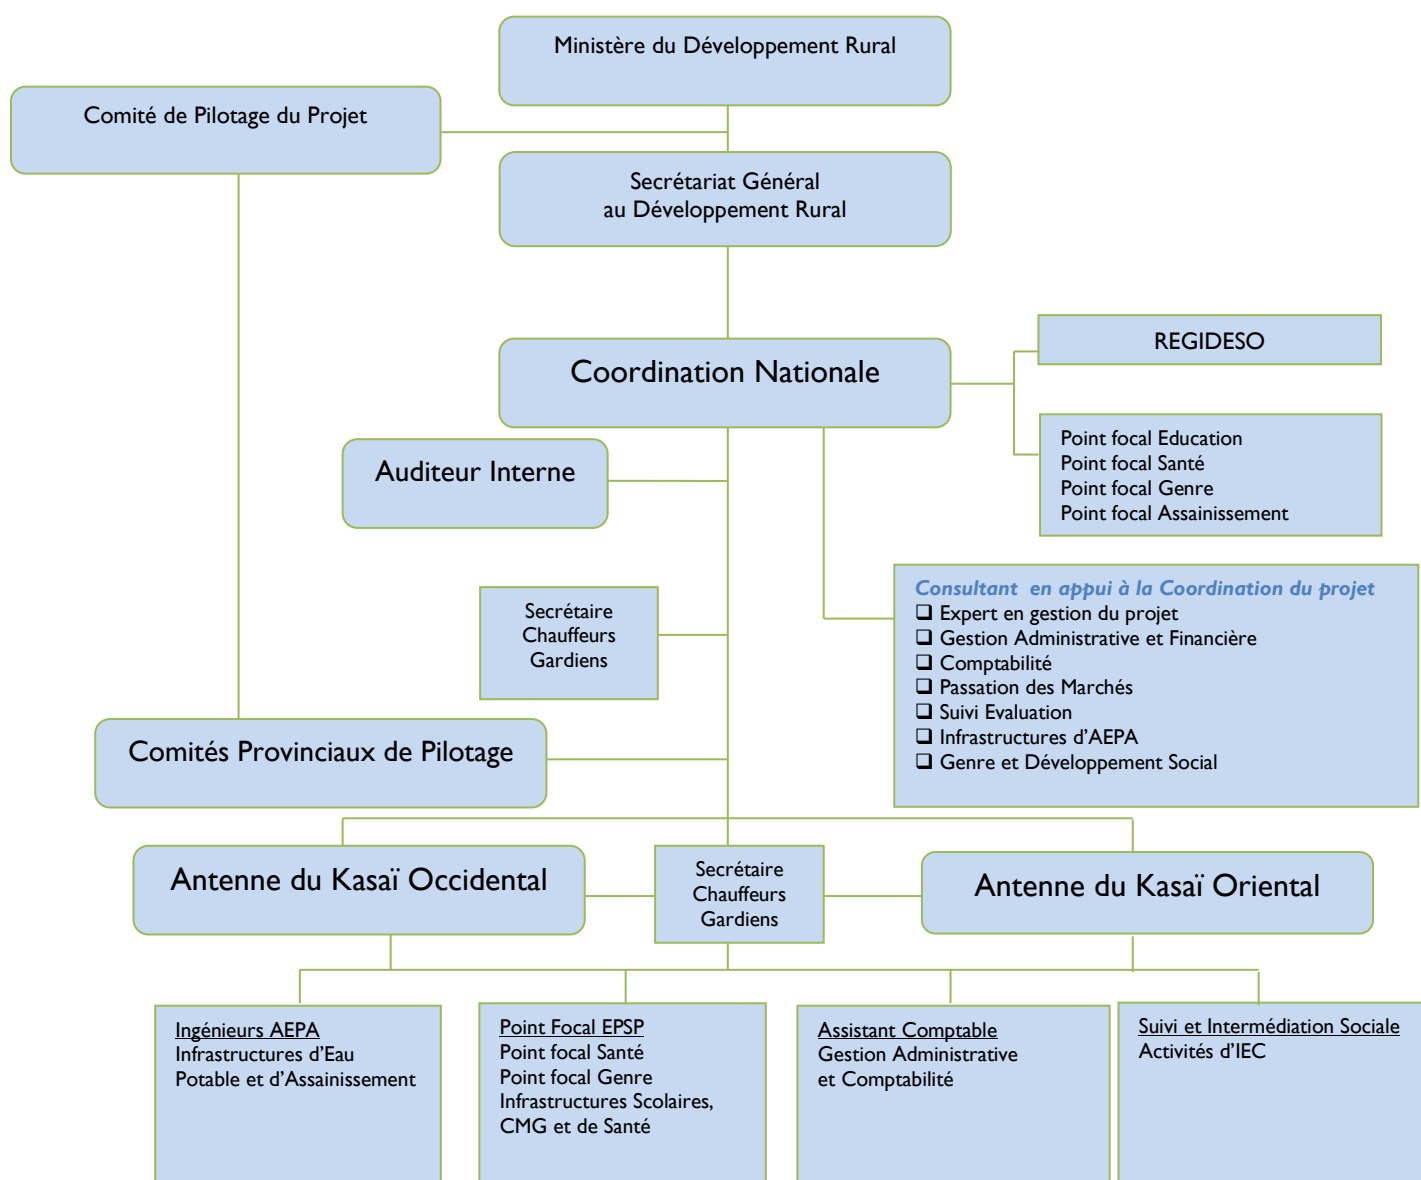 Ministère du Développement Rural
Comité de Pilotage du Projet
Secrétariat Général
au Développement Rural
REGIDESO
Coordination Nationale
Point focal Education
Point focal Santé
Point focal Genre
Point focal Assainissement
Auditeur Interne
Consultant en appui à la Coordination du projet
❑ Expert en gestion du projet
❑ Gestion Administrative et Financière
❑ Comptabilité
❑ Passation des Marchés
❑ Suivi Evaluation
❑ Infrastructures d’AEPA
❑ Genre et Développement Social
Secrétaire
Chauffeurs
Gardiens
Comités Provinciaux de Pilotage
Antenne du Kasaï Occidental
Secrétaire
Chauffeurs
Gardiens
Antenne du Kasaï Oriental
Ingénieurs AEPA
Infrastructures d’Eau
Potable et d’Assainissement
Point Focal EPSP
Point focal Santé
Point focal Genre
Infrastructures Scolaires,
CMG et de Santé
Assistant Comptable
Gestion Administrative
et Comptabilité
Suivi et Intermédiation Sociale
Activités d’IEC